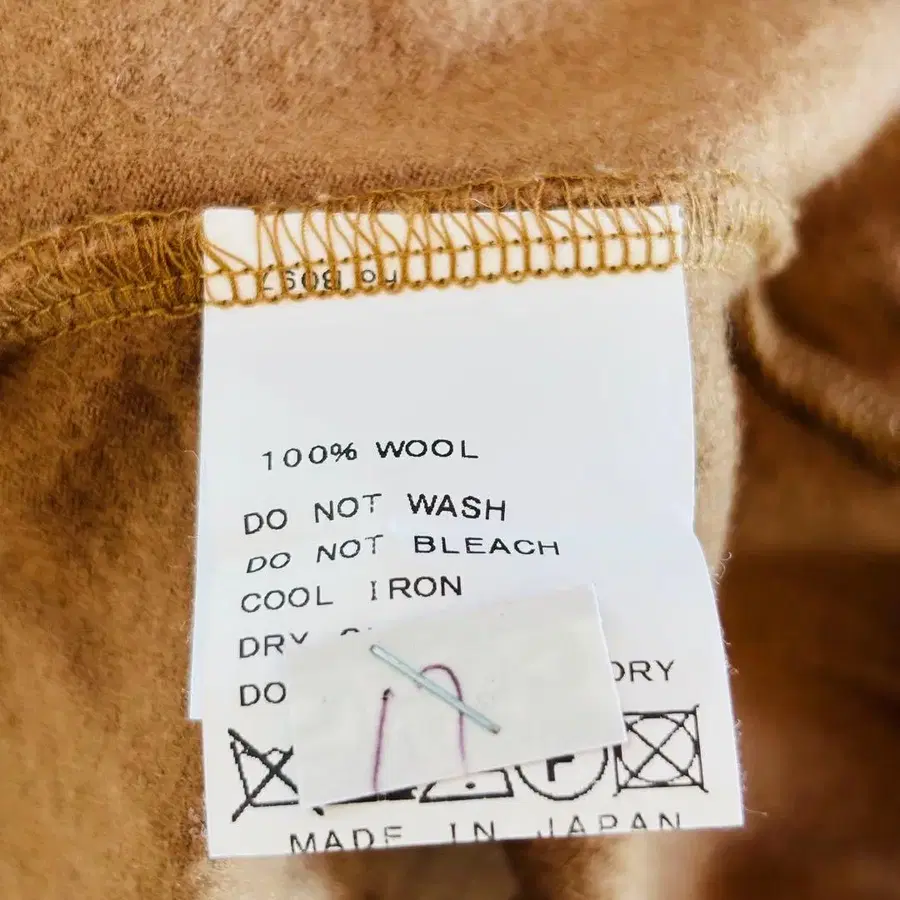 100% WOOL
DO NOT WASH
DO NOT BLEACH
COOL IRON
DRY
DO DRY
MADE IN JAPAN